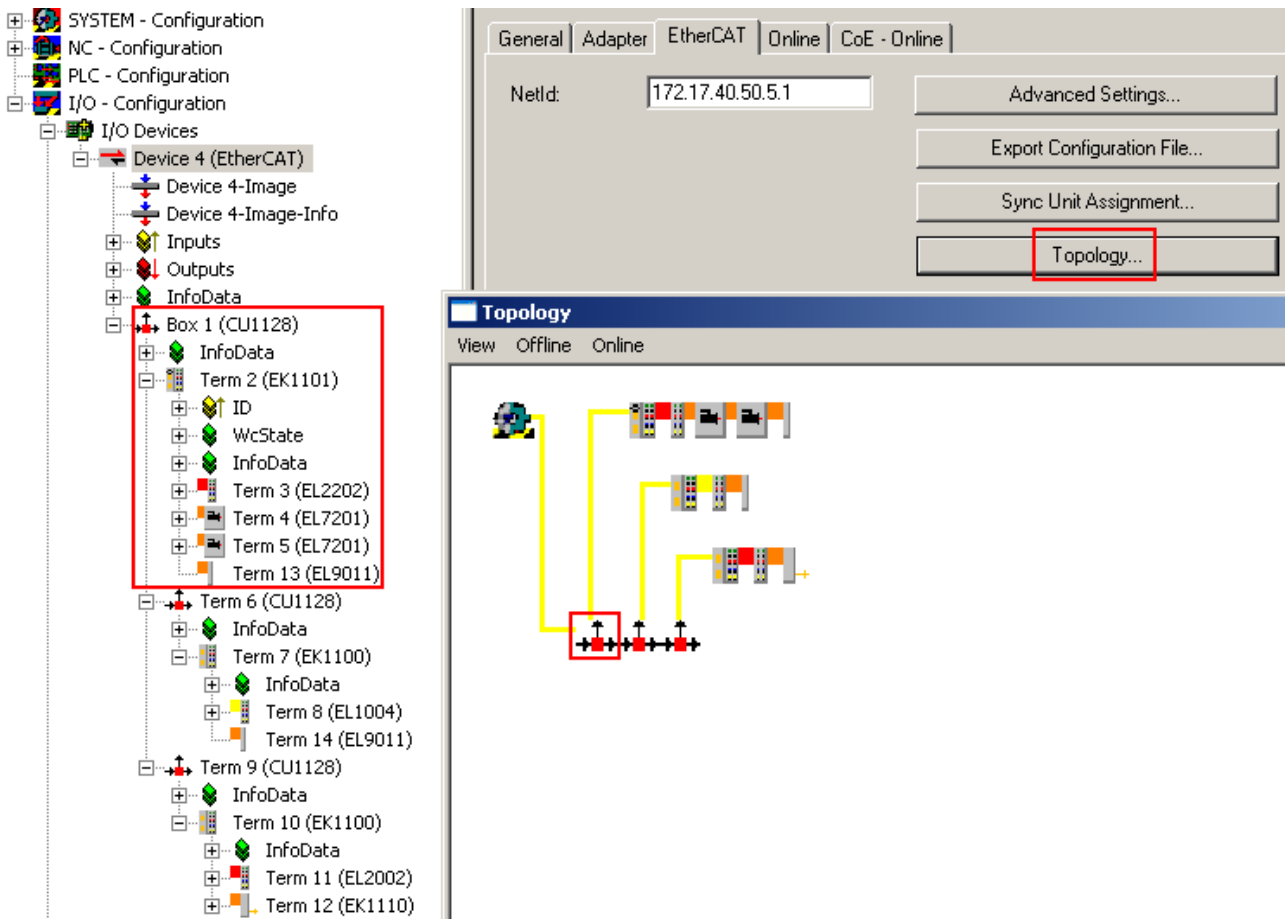 SYSTEM - Configuration
NC - Configuration
PLC - Configuration
I/O - Configuration
I/O Devices
Device 4 (EtherCAT)
Device 4-Image
Device 4-Image-Info
Inputs
Outputs
InfoData
Box 1 (CU1128)
InfoData
Term 2 (EK1101)
ID
WcState
InfoData
Term 3 (EL2202)
Term 4 (EL7201)
Term 5 (EL7201)
Term 13 (EL9011)
Term 6 (CU1128)
InfoData
Term 7 (EK1100)
InfoData
Term 8 (EL1004)
Term 14 (EL9011)
Term 9 (CU1128)
InfoData
Term 10 (EK1100)
InfoData
Term 11 (EL2002)
Term 12 (EK1110)
General Adapter EtherCAT Online CoE - Online
NetId: 172.17.40.50.5.1
Advanced Settings...
Export Configuration File...
Sync Unit Assignment...
Topology...
Topology
View Offline Online